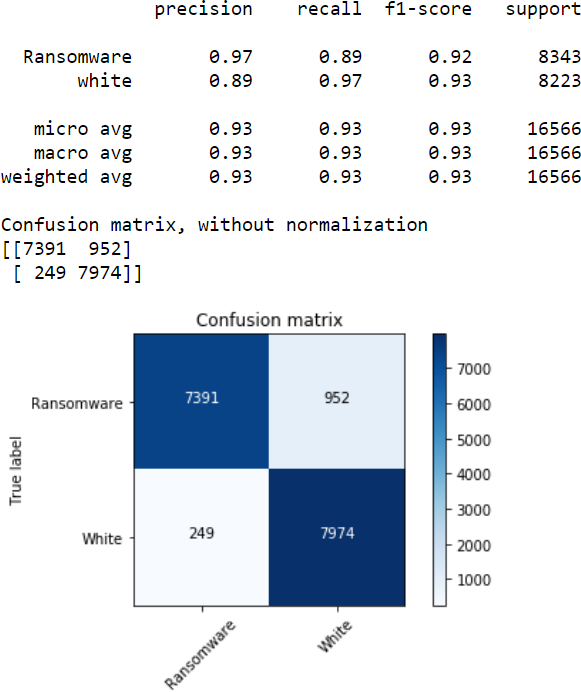 precision recall f1-score support
Ransomware 0.97 0.89 0.92 8343
white 0.89 0.97 0.93 8223
micro avg 0.93 0.93 0.93 16566
macro avg 0.93 0.93 0.93 16566
weighted avg 0.93 0.93 0.93 16566
Confusion matrix, without normalization
[[7391 952]
[ 249 7974]]
Confusion matrix
True label
Ransomware
7391 952
White
249 7974
Ransomware White
7000
6000
5000
4000
3000
2000
1000